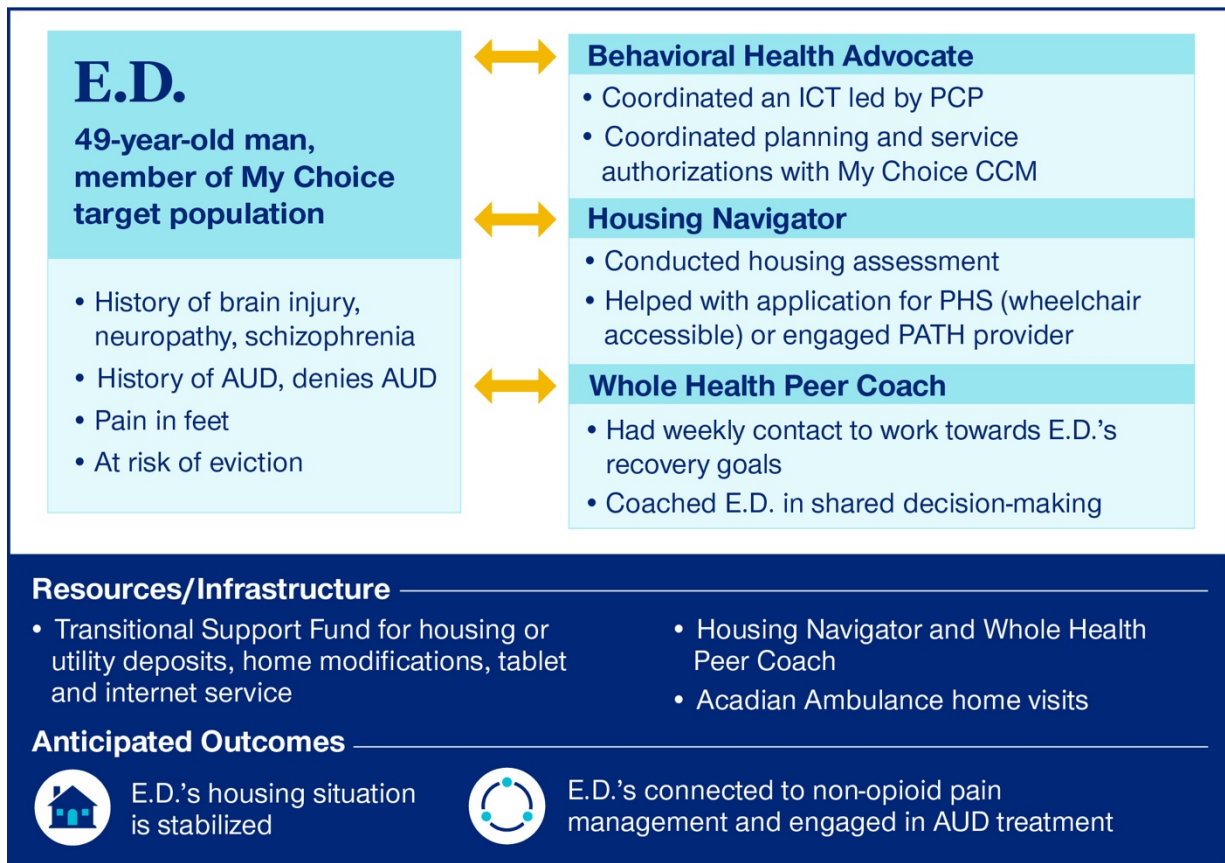 E.D.
49-year-old man,
member of My Choice
target population
• History of brain injury,
neuropathy, schizophrenia
• History of AUD, denies AUD
• Pain in feet
• At risk of eviction
Behavioral Health Advocate
• Coordinated an ICT led by PCP
• Coordinated planning and service
authorizations with My Choice CCM
Housing Navigator
• Conducted housing assessment
• Helped with application for PHS (wheelchair
accessible) or engaged PATH provider
Whole Health Peer Coach
• Had weekly contact to work towards E.D.’s
recovery goals
• Coached E.D. in shared decision-making
Resources/Infrastructure
• Transitional Support Fund for housing or
utility deposits, home modifications, tablet
and internet service
• Housing Navigator and Whole Health
Peer Coach
• Acadian Ambulance home visits
Anticipated Outcomes
E.D.’s housing situation
is stabilized
E.D.’s connected to non-opioid pain
management and engaged in AUD treatment